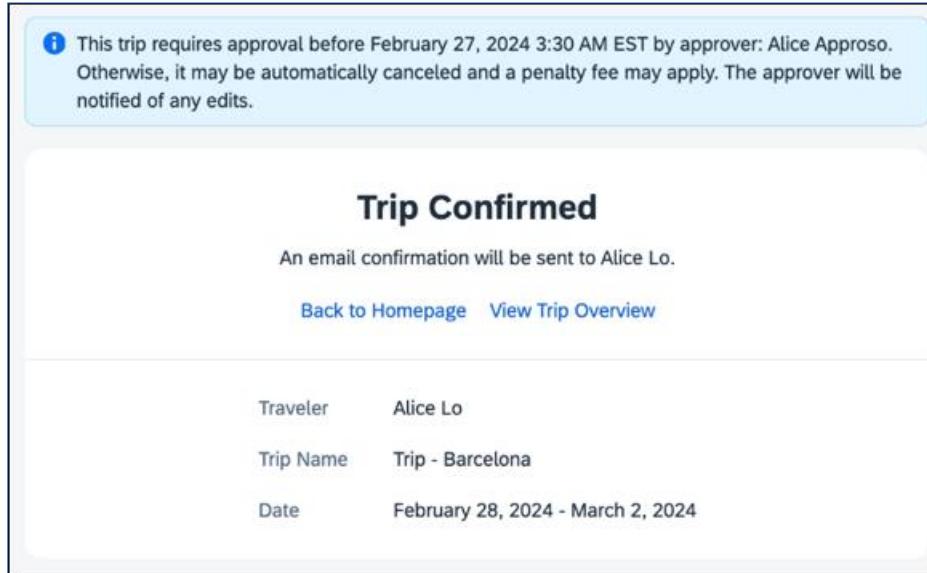 This trip requires approval before February 27, 2024 3:30 AM EST by approver: Alice Approso.
Otherwise, it may be automatically canceled and a penalty fee may apply. The approver will be
notified of any edits.
Trip Confirmed
An email confirmation will be sent to Alice Lo.
Back to Homepage View Trip Overview
Traveler Alice Lo
Trip Name Trip - Barcelona
Date February 28, 2024 - March 2, 2024